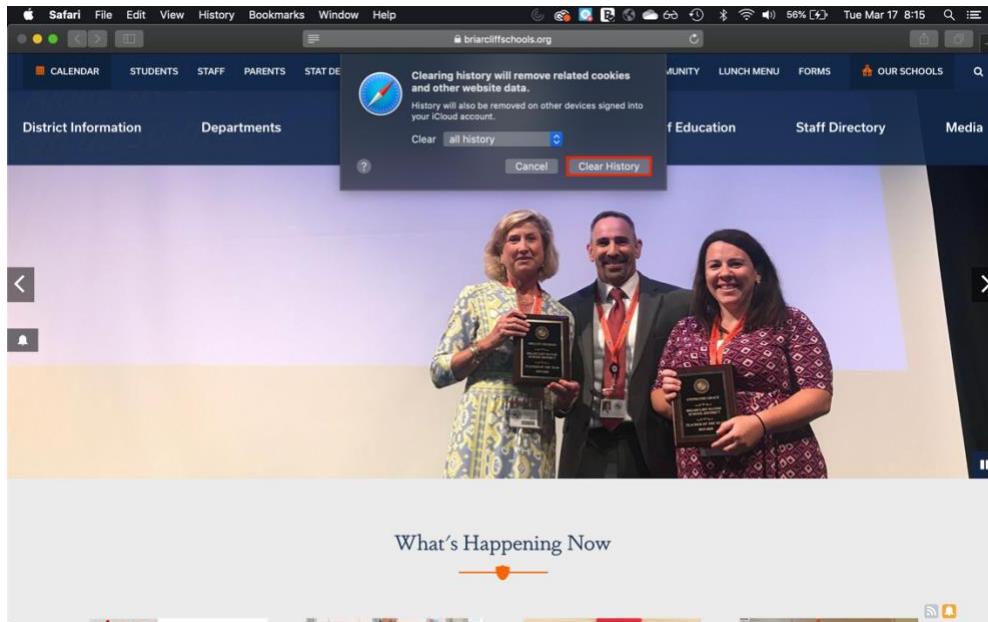 Safari File Edit View History Bookmarks Window Help 56% Tue Mar 17 8:15
briarcliffschools.org
CALENDAR STUDENTS STAFF PARENTS STAT DE MUNITY LUNCH MENU FORMS OUR SCHOOLS
Clearing history will remove related cookies
and other website data.
History will also be removed on other devices signed into
your iCloud account.
Clear all history
? Cancel Clear History
District Information Departments f Education Staff Directory Media
What's Happening Now